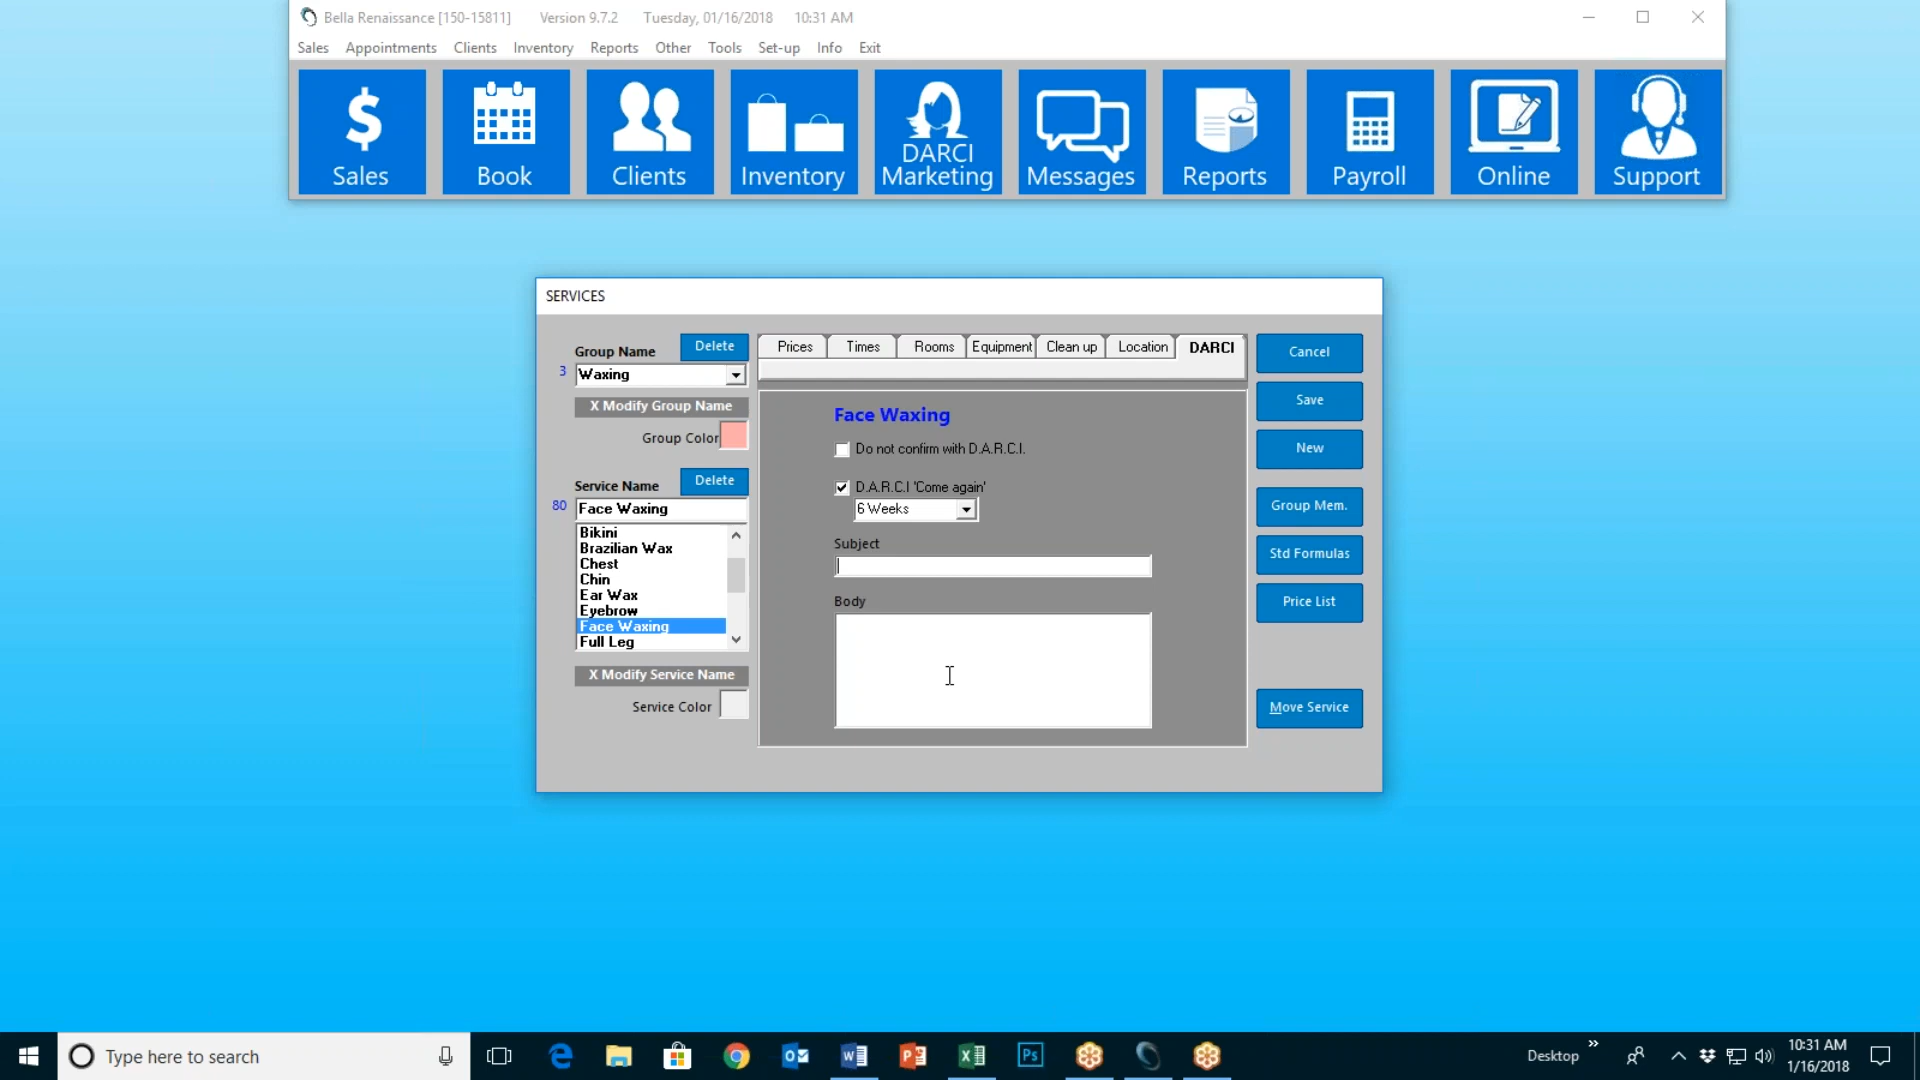 Bella Renaissance [150-15811] Version 9.7.2 Tuesday, 01/16/2018 10:31 AM
Sales Appointments Clients Inventory Reports Other Tools Set-up Info Exit
Sales
Book
Clients
Inventory
DARCI
Marketing
Messages
Reports
Payroll
Online
Support
SERVICES
Group Name
Delete
3
Waxing
X Modify Group Name
Group Color
Service Name
Delete
80
Face Waxing
Bikini
Brazilian Wax
Chest
Chin
Ear Wax
Eyebrow
Face Waxing
Full Leg
X Modify Service Name
Service Color
Prices Times Rooms Equipment Clean up Location DARCI
Face Waxing
Do not confirm with D.A.R.C.I.
D.A.R.C.I 'Come again'
6 Weeks
Subject
Body
Cancel
Save
New
Group Mem.
Std Formulas
Price List
Move Service
Type here to search
Desktop
10:31 AM
1/16/2018